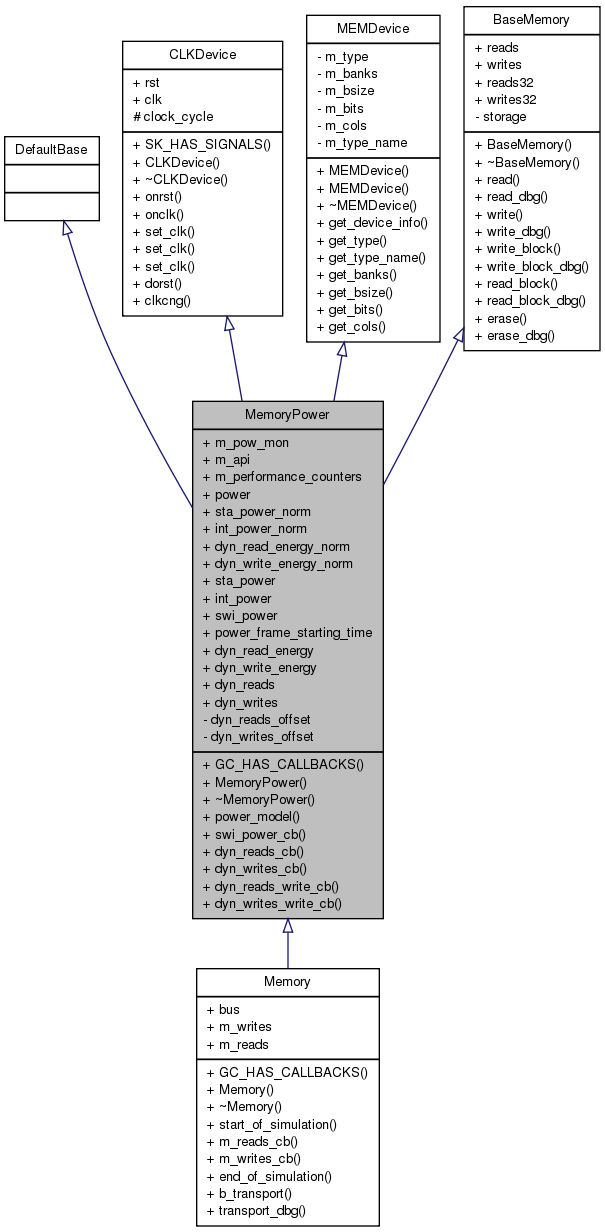 DefaultBase
CLKDevice
+ rst
+ clk
# clock_cycle
+ SK_HAS_SIGNALS()
+ CLKDevice()
+ ~CLKDevice()
+ onrst()
+ onclk()
+ set_clk()
+ set_clk()
+ set_clk()
+ dorst()
+ clkcng()
MEMDevice
- m_type
- m_banks
- m_bsize
- m_bits
- m_cols
- m_type_name
+ MEMDevice()
+ MEMDevice()
+ ~MEMDevice()
+ get_device_info()
+ get_type()
+ get_type_name()
+ get_banks()
+ get_bsize()
+ get_bits()
+ get_cols()
BaseMemory
+ reads
+ writes
+ reads32
+ writes32
- storage
+ BaseMemory()
+ ~BaseMemory()
+ read()
+ read_dbg()
+ write()
+ write_dbg()
+ write_block()
+ write_block_dbg()
+ read_block()
+ read_block_dbg()
+ erase()
+ erase_dbg()
MemoryPower
+ m_pow_mon
+ m_api
+ m_performance_counters
+ power
+ sta_power_norm
+ int_power_norm
+ dyn_read_energy_norm
+ dyn_write_energy_norm
+ sta_power
+ int_power
+ swi_power
+ power_frame_starting_time
+ dyn_read_energy
+ dyn_write_energy
+ dyn_reads
+ dyn_writes
- dyn_reads_offset
- dyn_writes_offset
+ GC_HAS_CALLBACKS()
+ MemoryPower()
+ ~MemoryPower()
+ power_model()
+ swi_power_cb()
+ dyn_reads_cb()
+ dyn_writes_cb()
+ dyn_reads_write_cb()
+ dyn_writes_write_cb()
Memory
+ bus
+ m_writes
+ m_reads
+ GC_HAS_CALLBACKS()
+ Memory()
+ ~Memory()
+ start_of_simulation()
+ m_reads_cb()
+ m_writes_cb()
+ end_of_simulation()
+ b_transport()
+ transport_dbg()